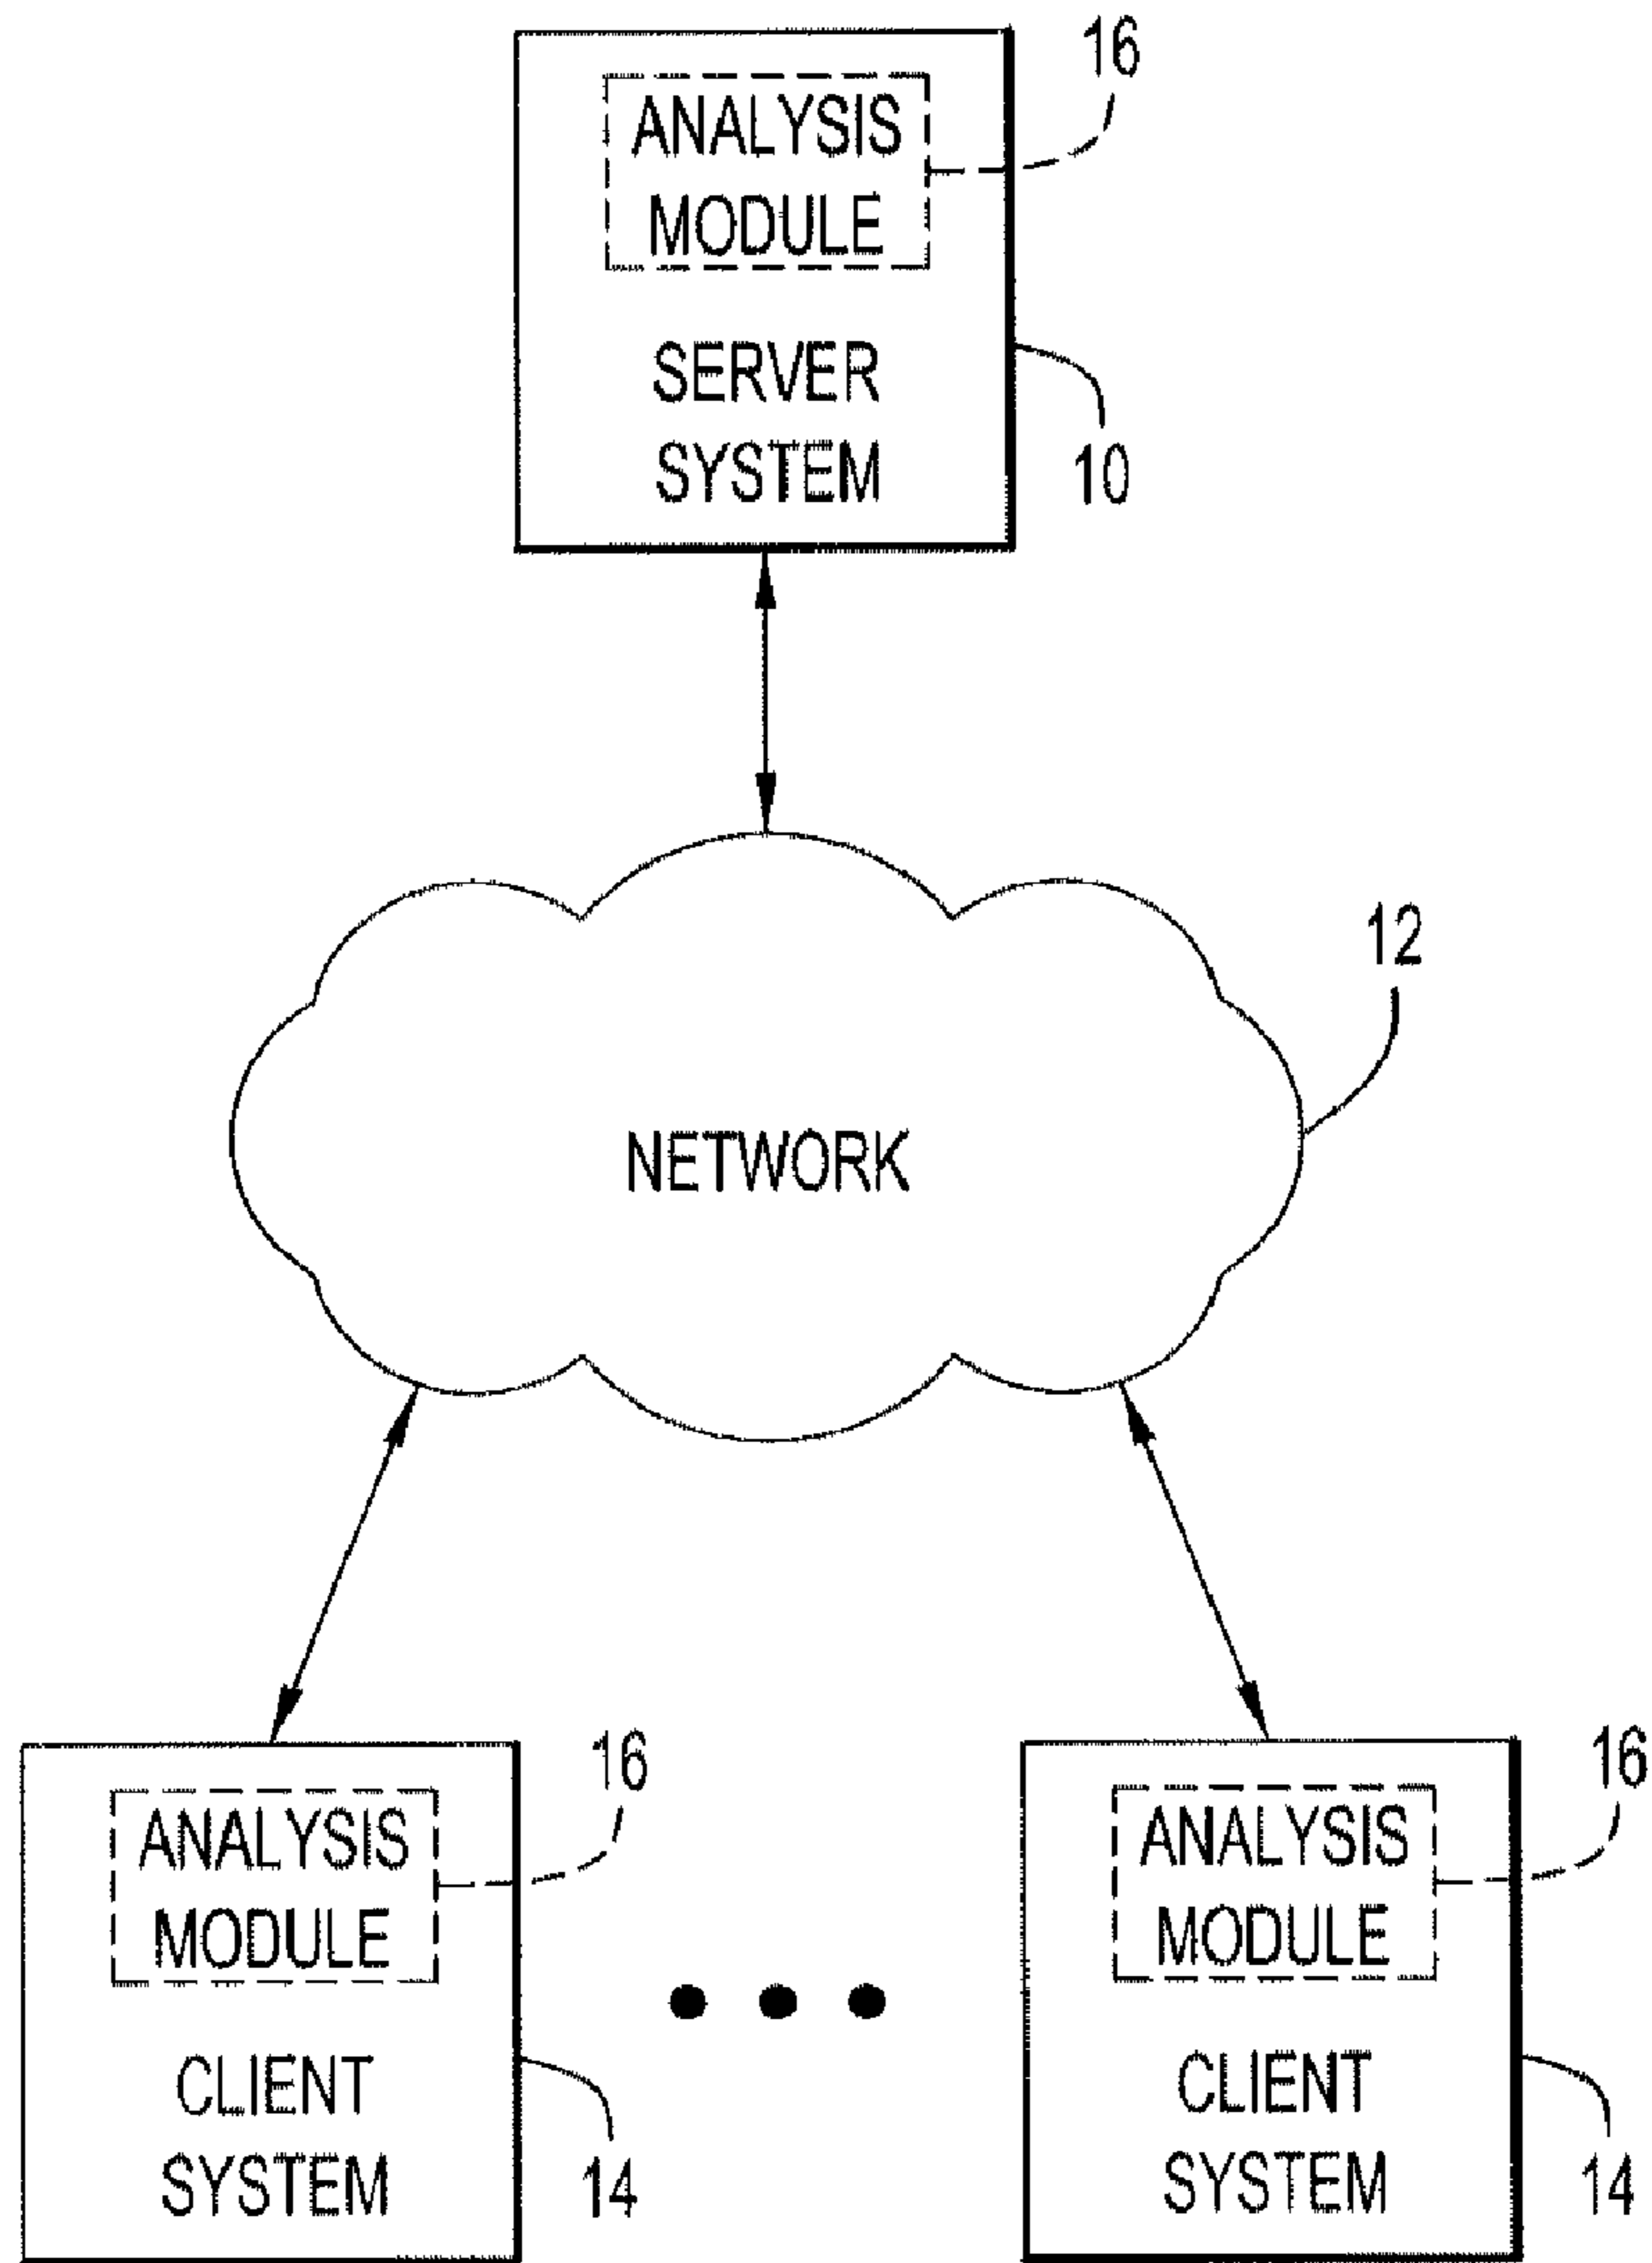 16
ANALYSIS
MODULE
SERVER
SYSTEM
10
12
NETWORK
16
ANALYSIS
MODULE
CLIENT
SYSTEM
14
16
ANALYSIS
MODULE
CLIENT
SYSTEM
14